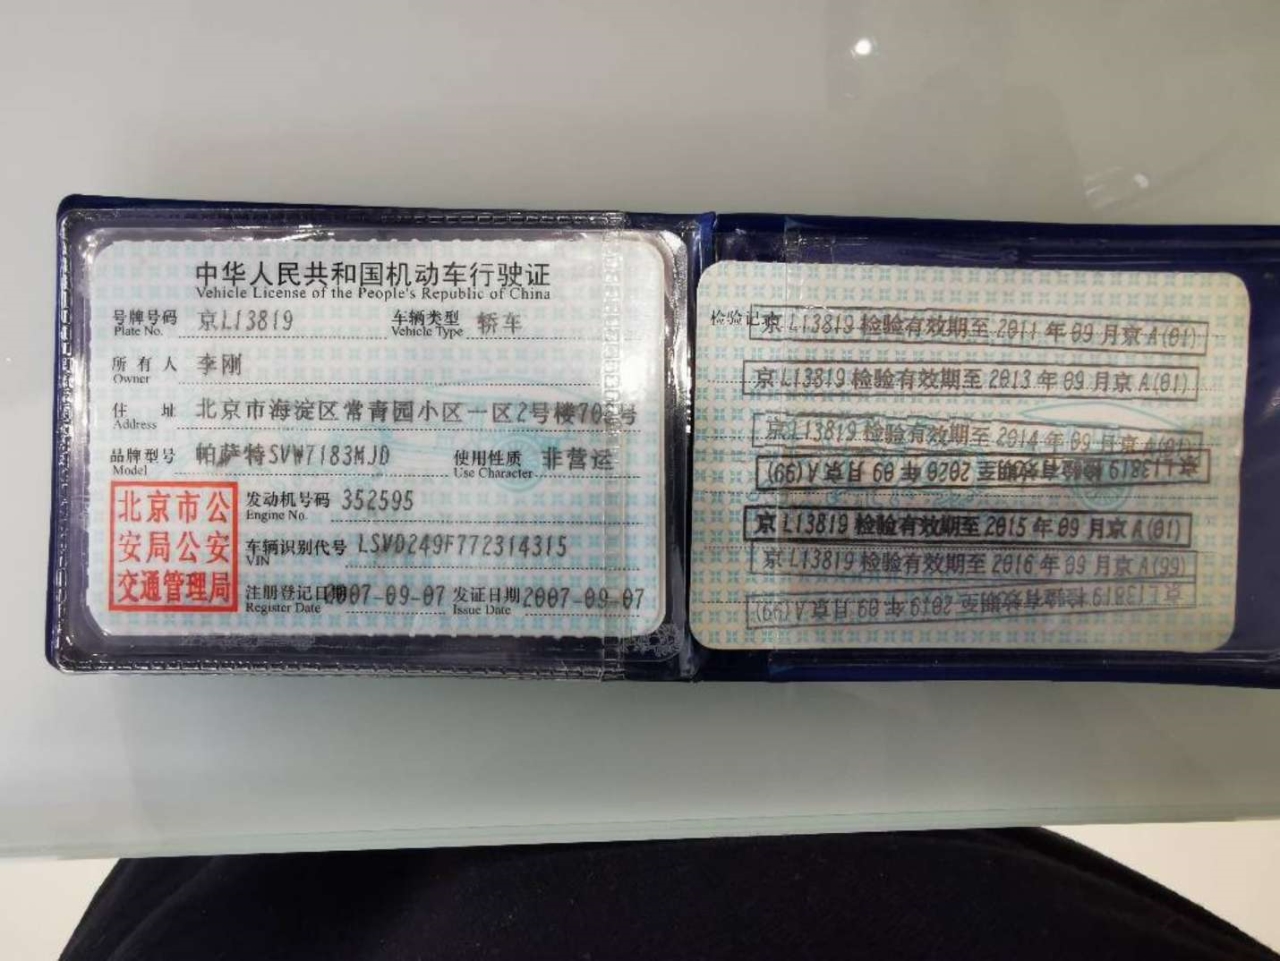 中华人民共和国机动车行驶证
Vehicle License of the People's Republic of China
号牌号码 京L13819 车辆类型 轿车
Plate No. Vehicle Type
所有人 李刚
Owner
住址 北京市海淀区常青园小区一区2号楼70 号
Address
品牌型号 帕萨特SVW7183MJD 使用性质 非营运
Model Use Character
北京市公安局公安交通管理局
发动机号码 352595
Engine No.
车辆识别代号 LSVD249F772314315
VIN
注册登记日期 2007-09-07 发证日期 2007-09-07
Register Date Issue Date
检验记
京L13819检验有效期至2011年09月京A(01)
京L13819检验有效期至2013年09月京A(01)
京L13819检验有效期至2014年09月京A(01)
京L13819检验有效期至2020年09月京A(99)
京L13819检验有效期至2015年09月京A(01)
京L13819检验有效期至2016年09月京A(99)
京L13819检验有效期至2019年09月京A(99)